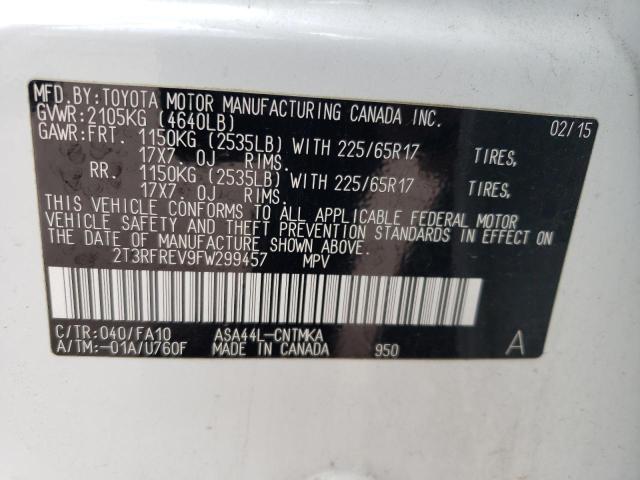 MFD.BY:TOYOTA MOTOR MANUFACTURING CANADA INC.
GVWR:2105KG (4640LB) 02/15
GAWR:FRT. 1150KG (2535LB) WITH 225/65R17 TIRES,
17X7. 0J RIMS.
RR. 1150KG (2535LB) WITH 225/65R17 TIRES,
17X7. 0J RIMS.
THIS VEHICLE CONFORMS TO ALL APPLICABLE FEDERAL MOTOR
VEHICLE SAFETY AND THEFT PREVENTION STANDARDS IN EFFECT ON
THE DATE OF MANUFACTURE SHOWN ABOVE.
2T3RFREV9FW299457 MPV
C/TR:040/FA10 ASA44L-CNTMKA
A/TM:-01A/U760F MADE IN CANADA 950 A